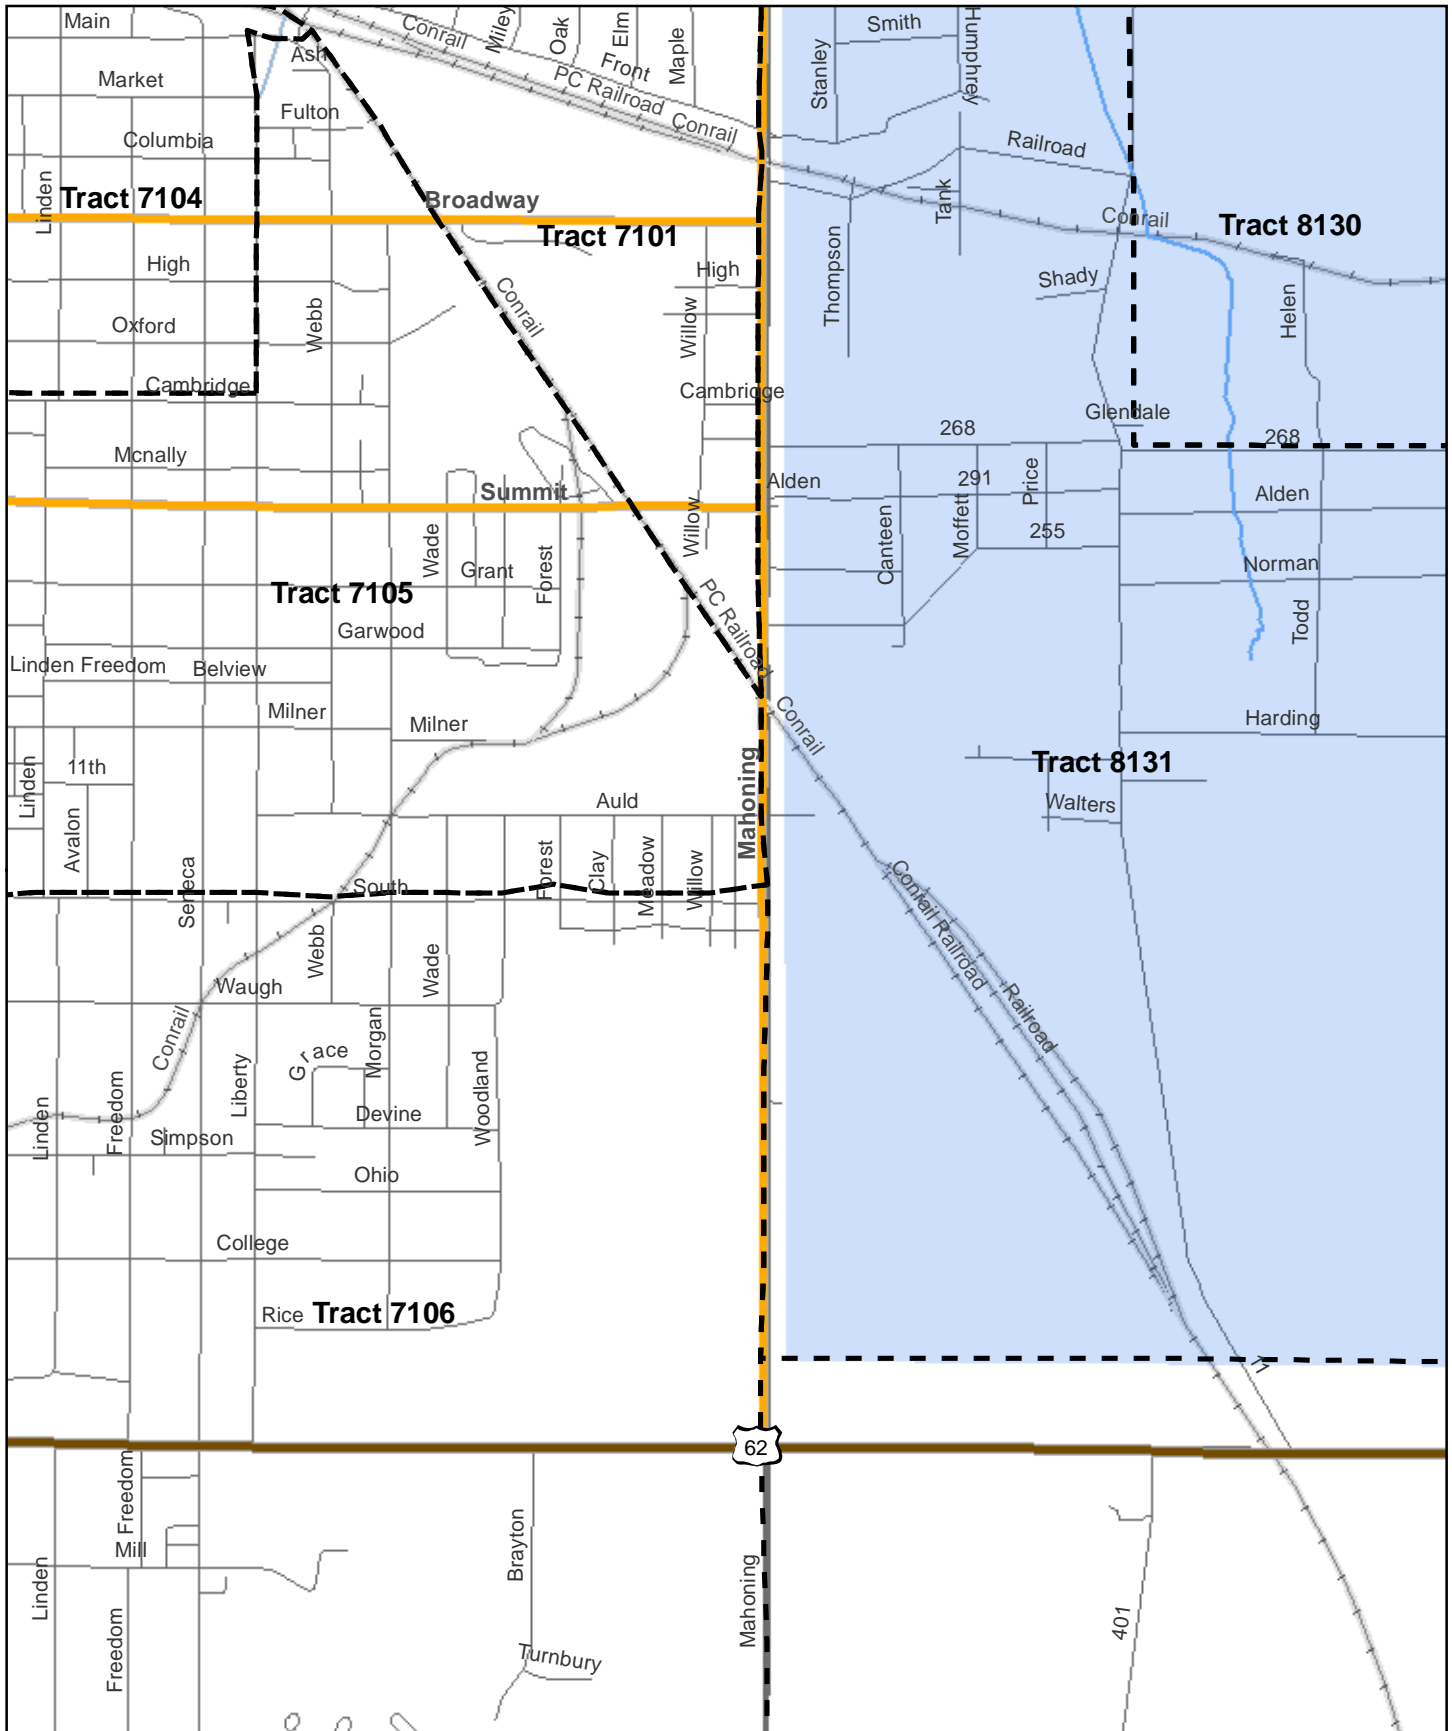 Main
Conrail
Miley
Oak
Elm
Maple
Smith
Humphrey
Stanley
Ash
Front
Market
PC Railroad
Conrail
Fulton
Columbia
Railroad
Linden
Tract 7104
Broadway
Tank
Conrail
Tract 8130
Tract 7101
High
High
Thompson
Shady
Conrail
Helen
Oxford
Webb
Willow
Cambridge
Cambridge
Glendale
268
268
Mcnally
Alden
291
Price
Alden
Summit
Willow
Moffett
255
Canteen
Wade
Grant
Forest
Norman
Tract 7105
PC Railroad
Todd
Garwood
Linden
Freedom
Belview
Milner
Milner
Conrail
Harding
11th
Mahoning
Tract 8131
Linden
Auld
Walters
Avalon
Seneca
South
Forest
Clay
Meadow
Willow
Conrail Railroad
Webb
Wade
Waugh
Railroad
Conrail
Morgan
Grace
Liberty
Woodland
Linden
Freedom
Devine
Simpson
Ohio
College
Rice
Tract 7106
11
62
Freedom
Mill
Linden
Brayton
Mahoning
401
Freedom
Turnbury